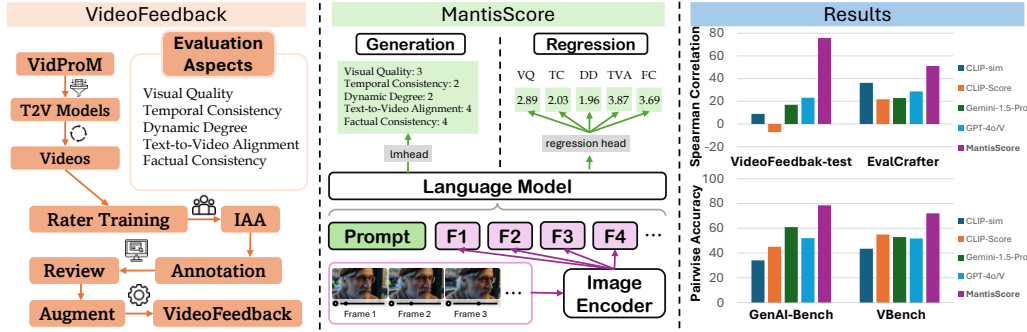 VideoFeedback
Evaluation
Aspects
Visual Quality
Temporal Consistency
Dynamic Degree
Text-to-Video Alignment
Factual Consistency
VidProM
T2V Models
Videos
Rater Training
IAA
Review
Annotation
Augment
VideoFeedback
MantisScore
Generation
Visual Quality: 3
Temporal Consistency: 2
Dynamic Degree: 2
Text-to-Video Alignment: 4
Factual Consistency: 4
lmhead
Regression
VQ TC DD TVA FC
2.89 2.03 1.96 3.87 3.69
regression head
Language Model
Prompt F1 F2 F3 F4 ...
Frame 1 Frame 2 Frame 3
...
Image
Encoder
Results
Spearman Correlation
80
60
40
20
0
-20
VideoFeedbak-test EvalCrafter
CLIP-sim
CLIP-Score
Gemini-1.5-Pro
GPT-4o/V
MantisScore
Pairwise Accuracy
100
80
60
40
20
0
GenAI-Bench VBench
CLIP-sim
CLIP-Score
Gemini-1.5-Pro
GPT-4o/V
MantisScore